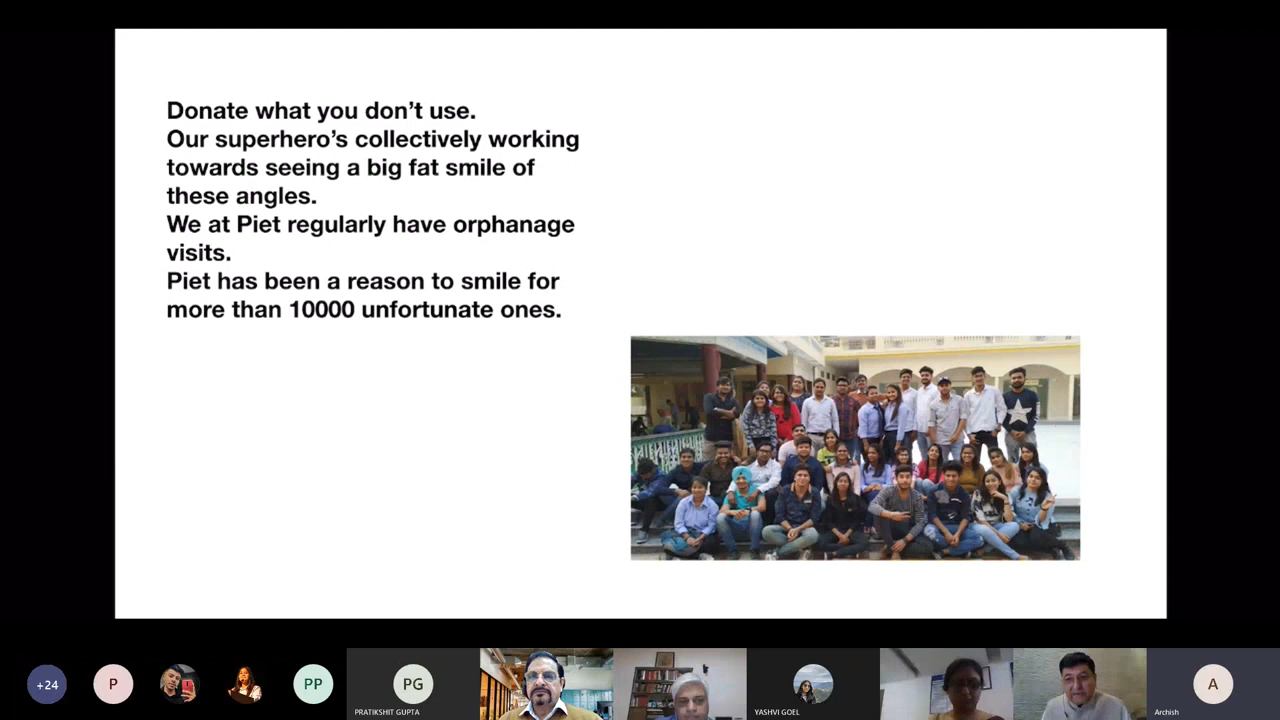 Donate what you don’t use.
Our superhero’s collectively working
towards seeing a big fat smile of
these angles.
We at Piet regularly have orphanage
visits.
Piet has been a reason to smile for
more than 10000 unfortunate ones.
+24
P
PP
PG
PRATIKSHIT GUPTA
YASHVI GOEL
A
Archish